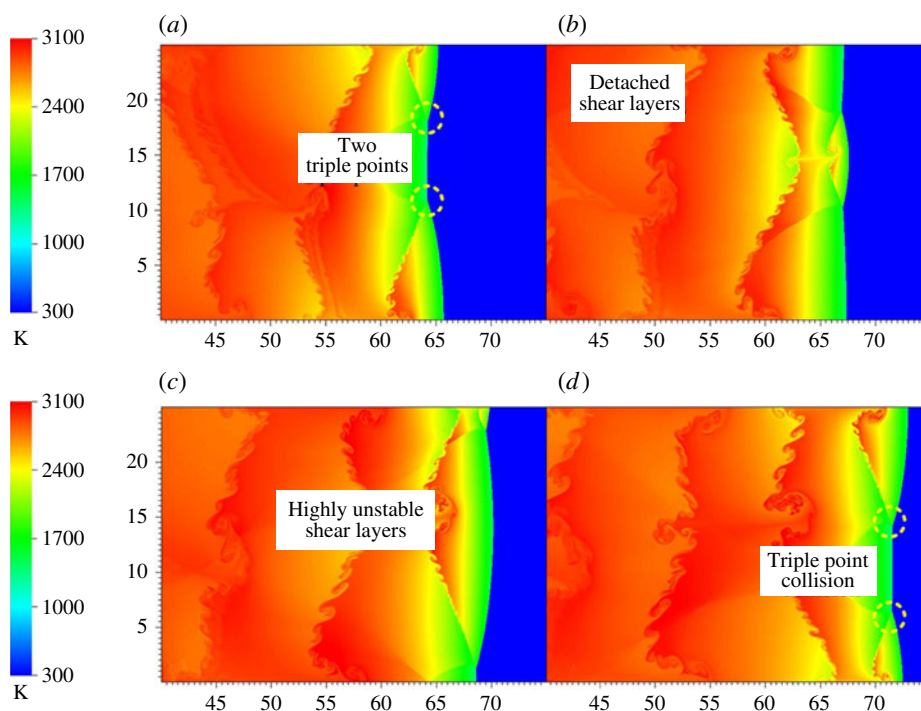 (a)
(b)
3100
2400
1700
1000
300
K
20
15
10
5
Two
triple points
Detached
shear layers
45 50 55 60 65 70
45 50 55 60 65 70
(c)
(d)
3100
2400
1700
1000
300
K
20
15
10
5
Highly unstable
shear layers
Triple point
collision
40 45 50 55 60 65 70
45 50 55 60 65 70